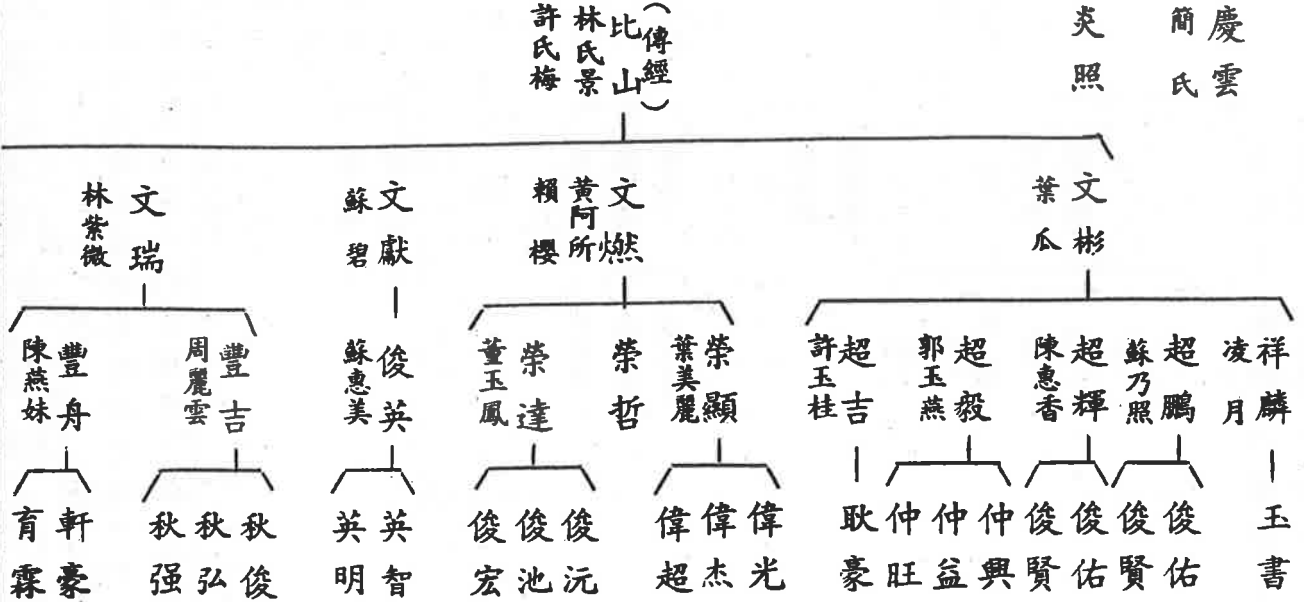 慶雲
簡氏
炎照
(傳經)
比山
林氏景
許氏梅
文彬
葉瓜
文燃
黃阿所
賴櫻
文獻
蘇碧
文瑞
林紫微
祥麟
凌月
超鵬
蘇乃照
超輝
陳惠香
超毅
郭玉燕
超吉
許玉桂
榮顯
葉美麗
榮哲
榮達
董玉鳳
俊英
蘇惠美
豐吉
周麗雲
豐舟
陳燕妹
玉書
俊佑
俊賢
俊佑
俊賢
仲興
仲益
仲旺
耿豪
偉光
偉杰
偉超
俊沅
俊池
俊宏
英智
英明
秋俊
秋弘
秋强
軒豪
育霖